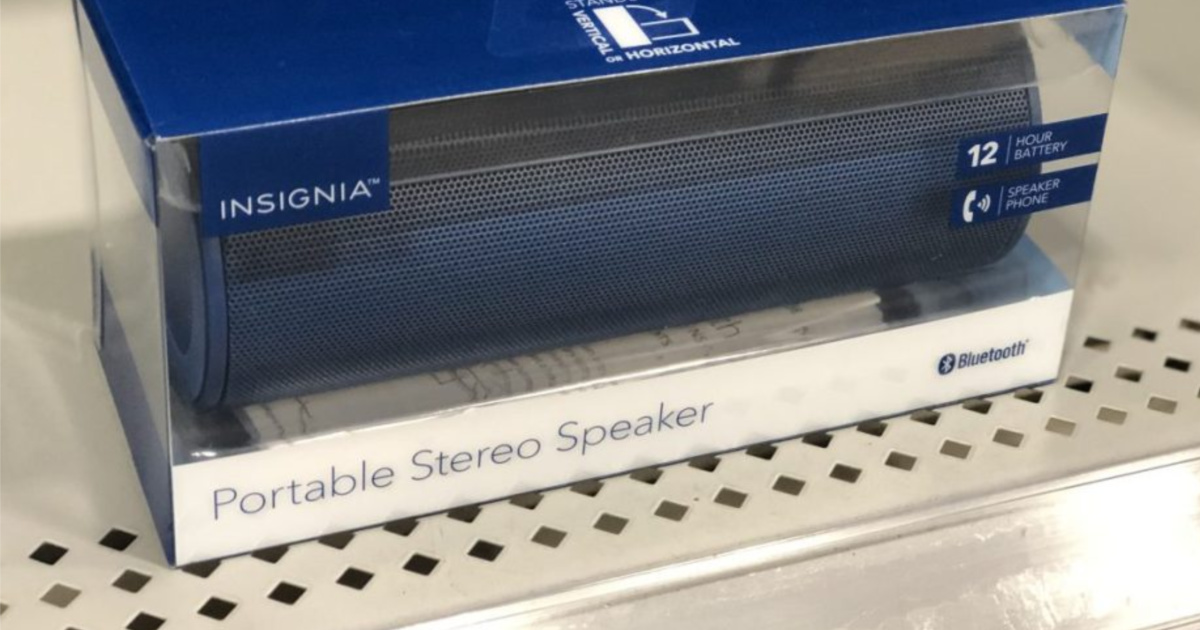 VERTICAL
OR HORIZONTAL
INSIGNIA™
12 HOUR
BATTERY
SPEAKER
PHONE
Bluetooth®
Portable Stereo Speaker